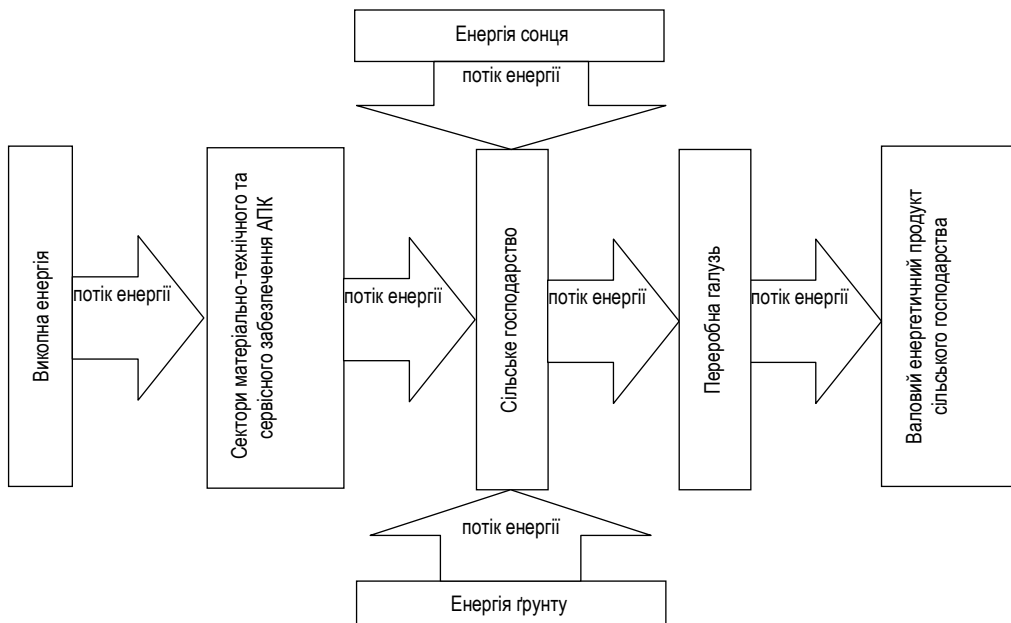 Енергія сонця
потік енергії
Викопна енергія
потік енергії
Сектори матеріально-технічного та
сервісного забезпечення АПК
потік енергії
Сільське господарство
потік енергії
Переробна галузь
потік енергії
Валовий енергетичний продукт
сільського господарства
потік енергії
Енергія ґрунту